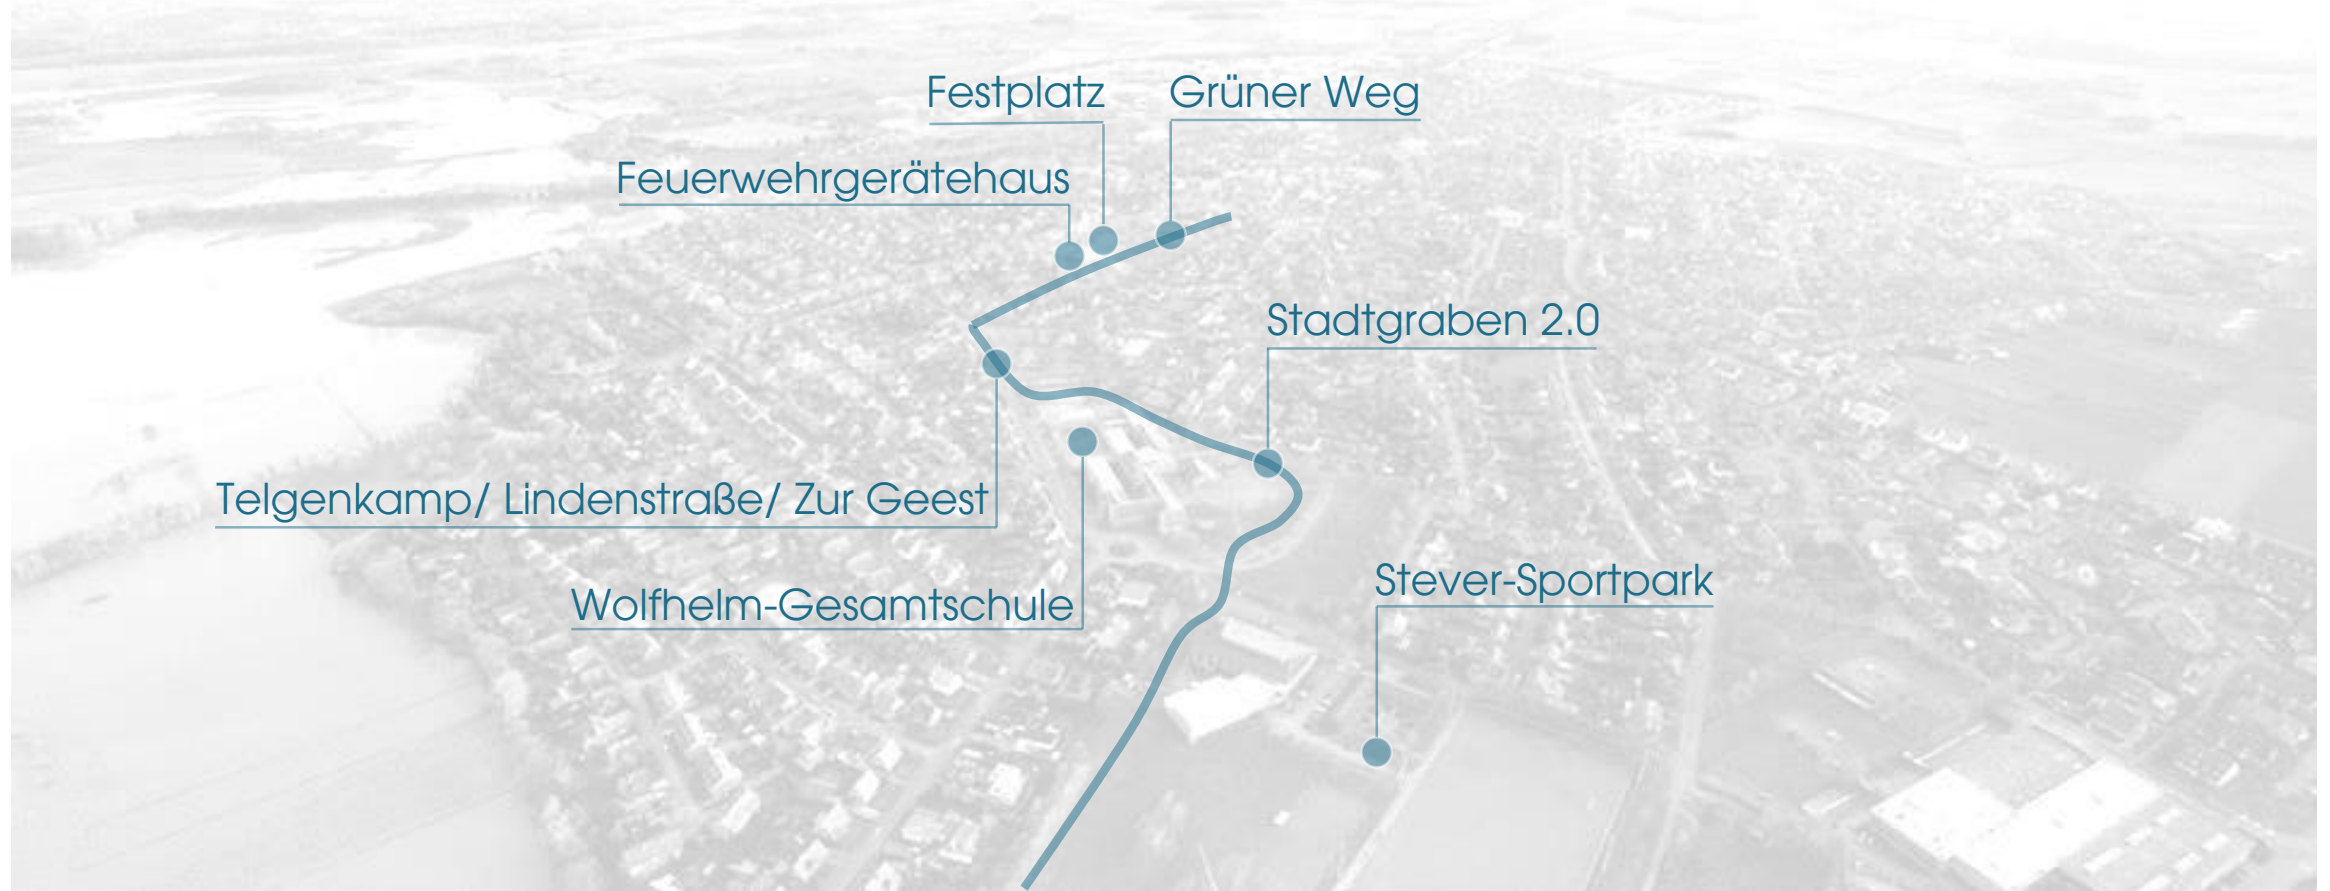 Festplatz
Grüner Weg
Feuerwehrgerätehaus
Stadtgraben 2.0
Telgenkamp/ Lindenstraße/ Zur Geest
Stever-Sportpark
Wolfhelm-Gesamtschule